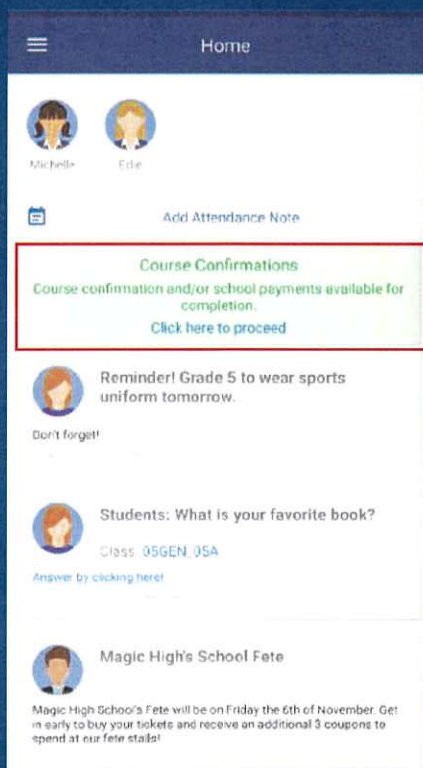 Home
Michelle
Edie
Add Attendance Note
Course Confirmations
Course confirmation and/or school payments available for
completion.
Click here to proceed
Reminder! Grade 5 to wear sports
uniform tomorrow.
Don't forget!
Students: What is your favorite book?
Class: 05GEN_05A
Answer by clicking here!
Magic High's School Fete
Magic High School's Fete will be on Friday the 6th of November. Get
in early to buy your tickets and receive an additional 3 coupons to
spend at our fete stalls!